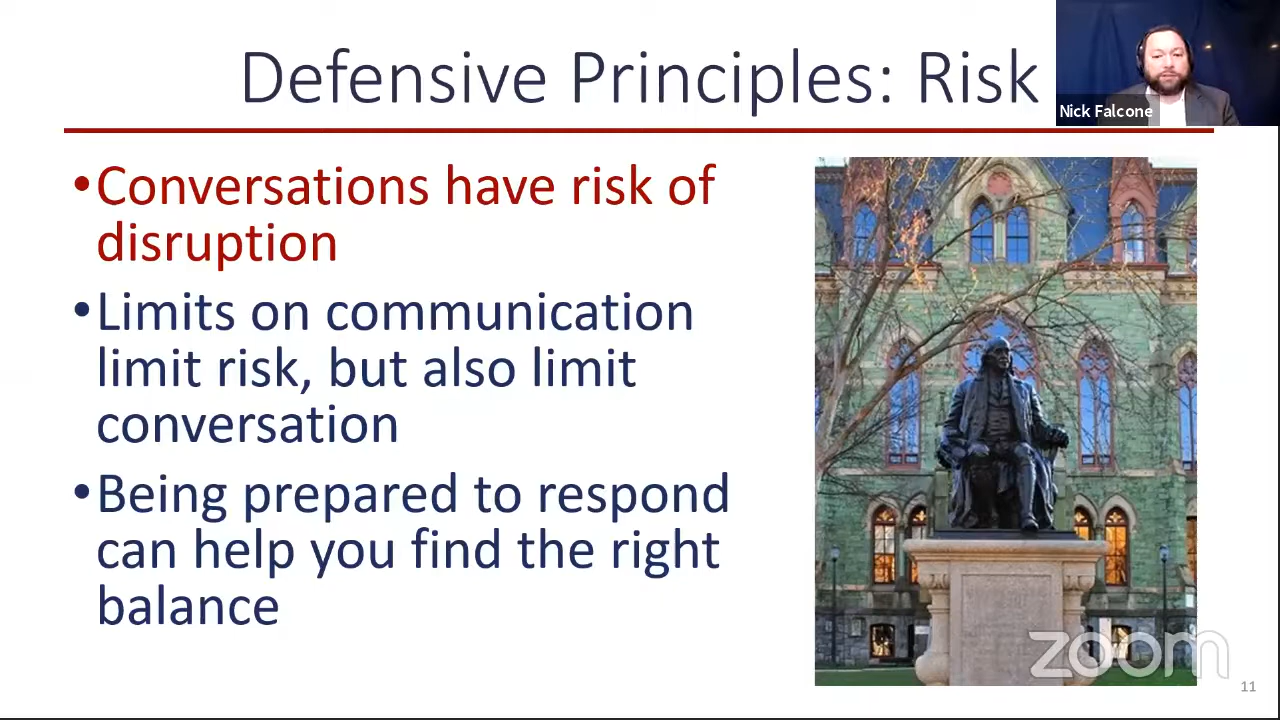 Defensive Principles: Risk
Nick Falcone
•Conversations have risk of
disruption
•Limits on communication
limit risk, but also limit
conversation
•Being prepared to respond
can help you find the right
balance
zoom
11